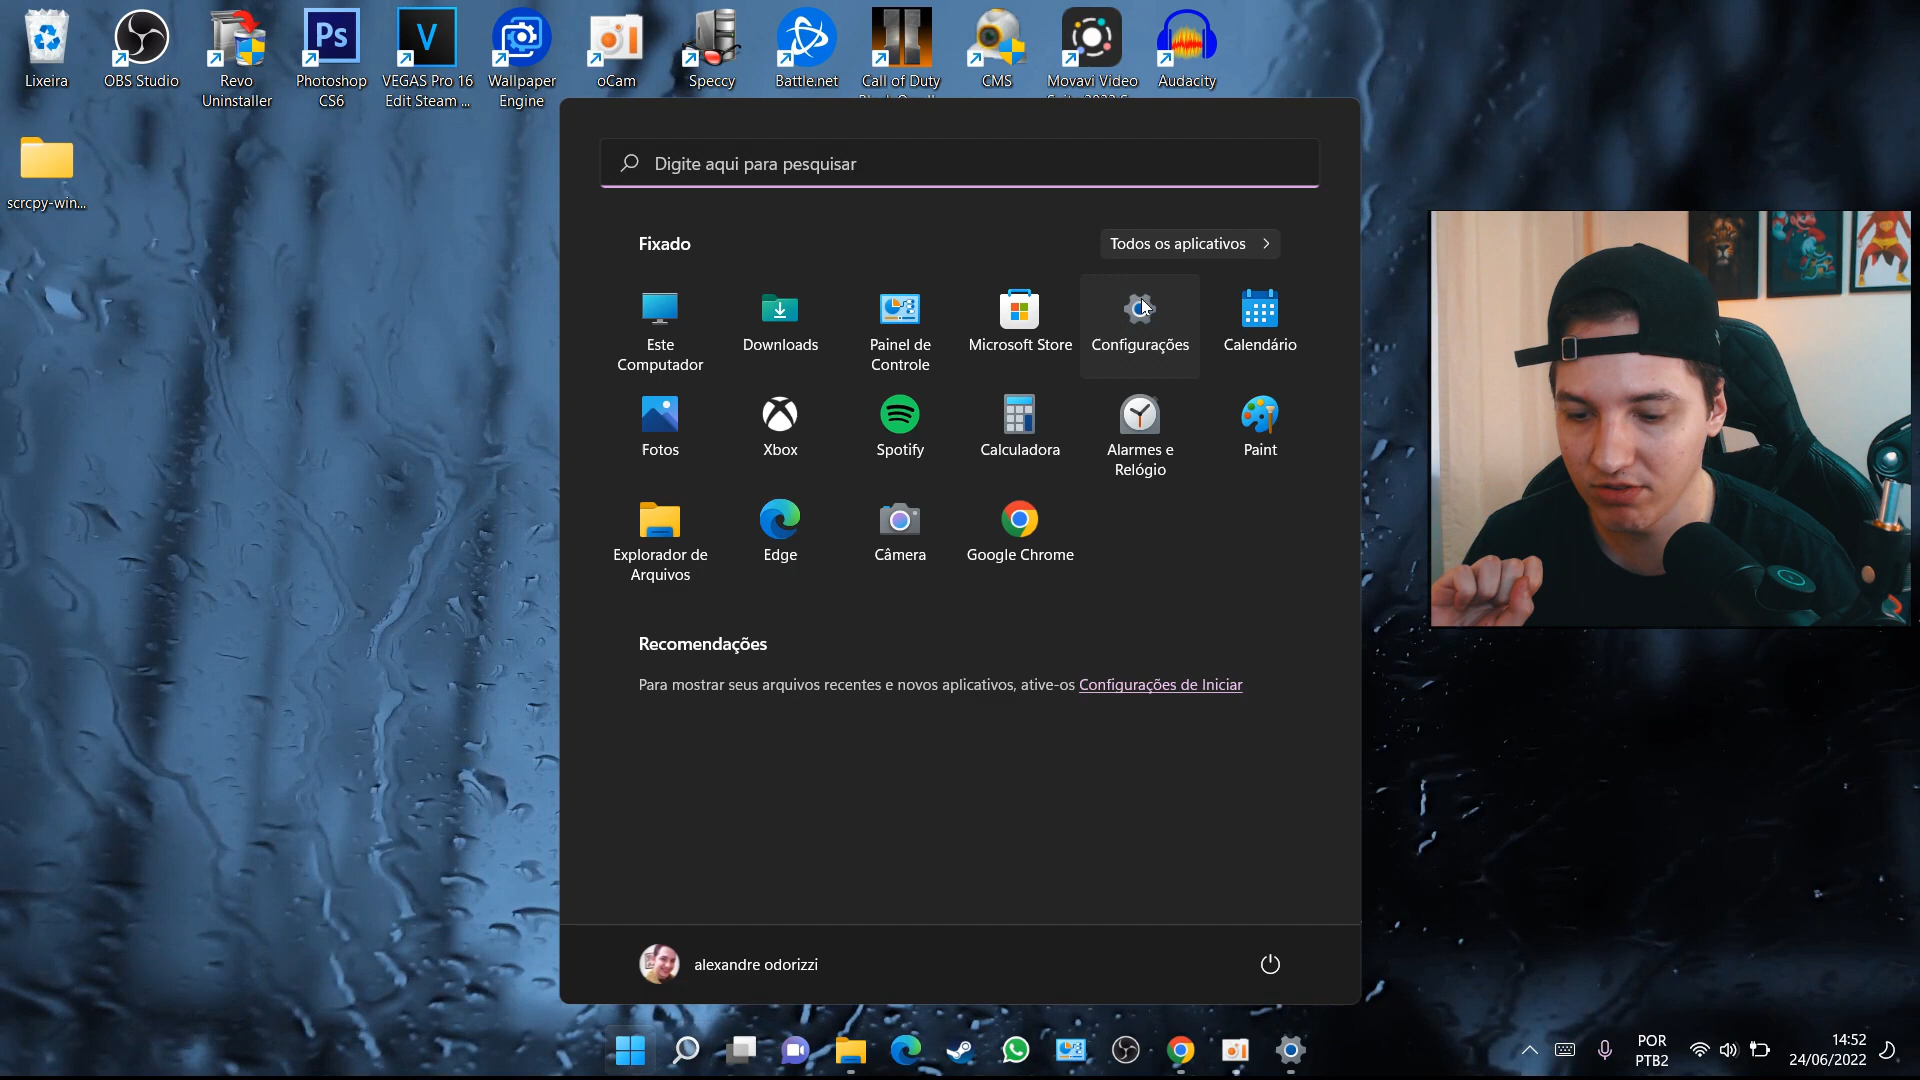 Lixeira
OBS Studio
Revo
Uninstaller
Photoshop
CS6
VEGAS Pro 16
Edit Steam ...
Wallpaper
Engine
oCam
Speccy
Battle.net
Call of Duty
CMS
Movavi Video
Audacity
scrcpy-win...
Digite aqui para pesquisar
Fixado
Todos os aplicativos
Este
Computador
Downloads
Painel de
Controle
Microsoft Store
Configurações
Calendário
Fotos
Xbox
Spotify
Calculadora
Alarmes e
Relógio
Paint
Explorador de
Arquivos
Edge
Câmera
Google Chrome
Recomendações
Para mostrar seus arquivos recentes e novos aplicativos, ative-os Configurações de Iniciar
alexandre odorizzi
POR
PTB2
14:52
24/06/2022